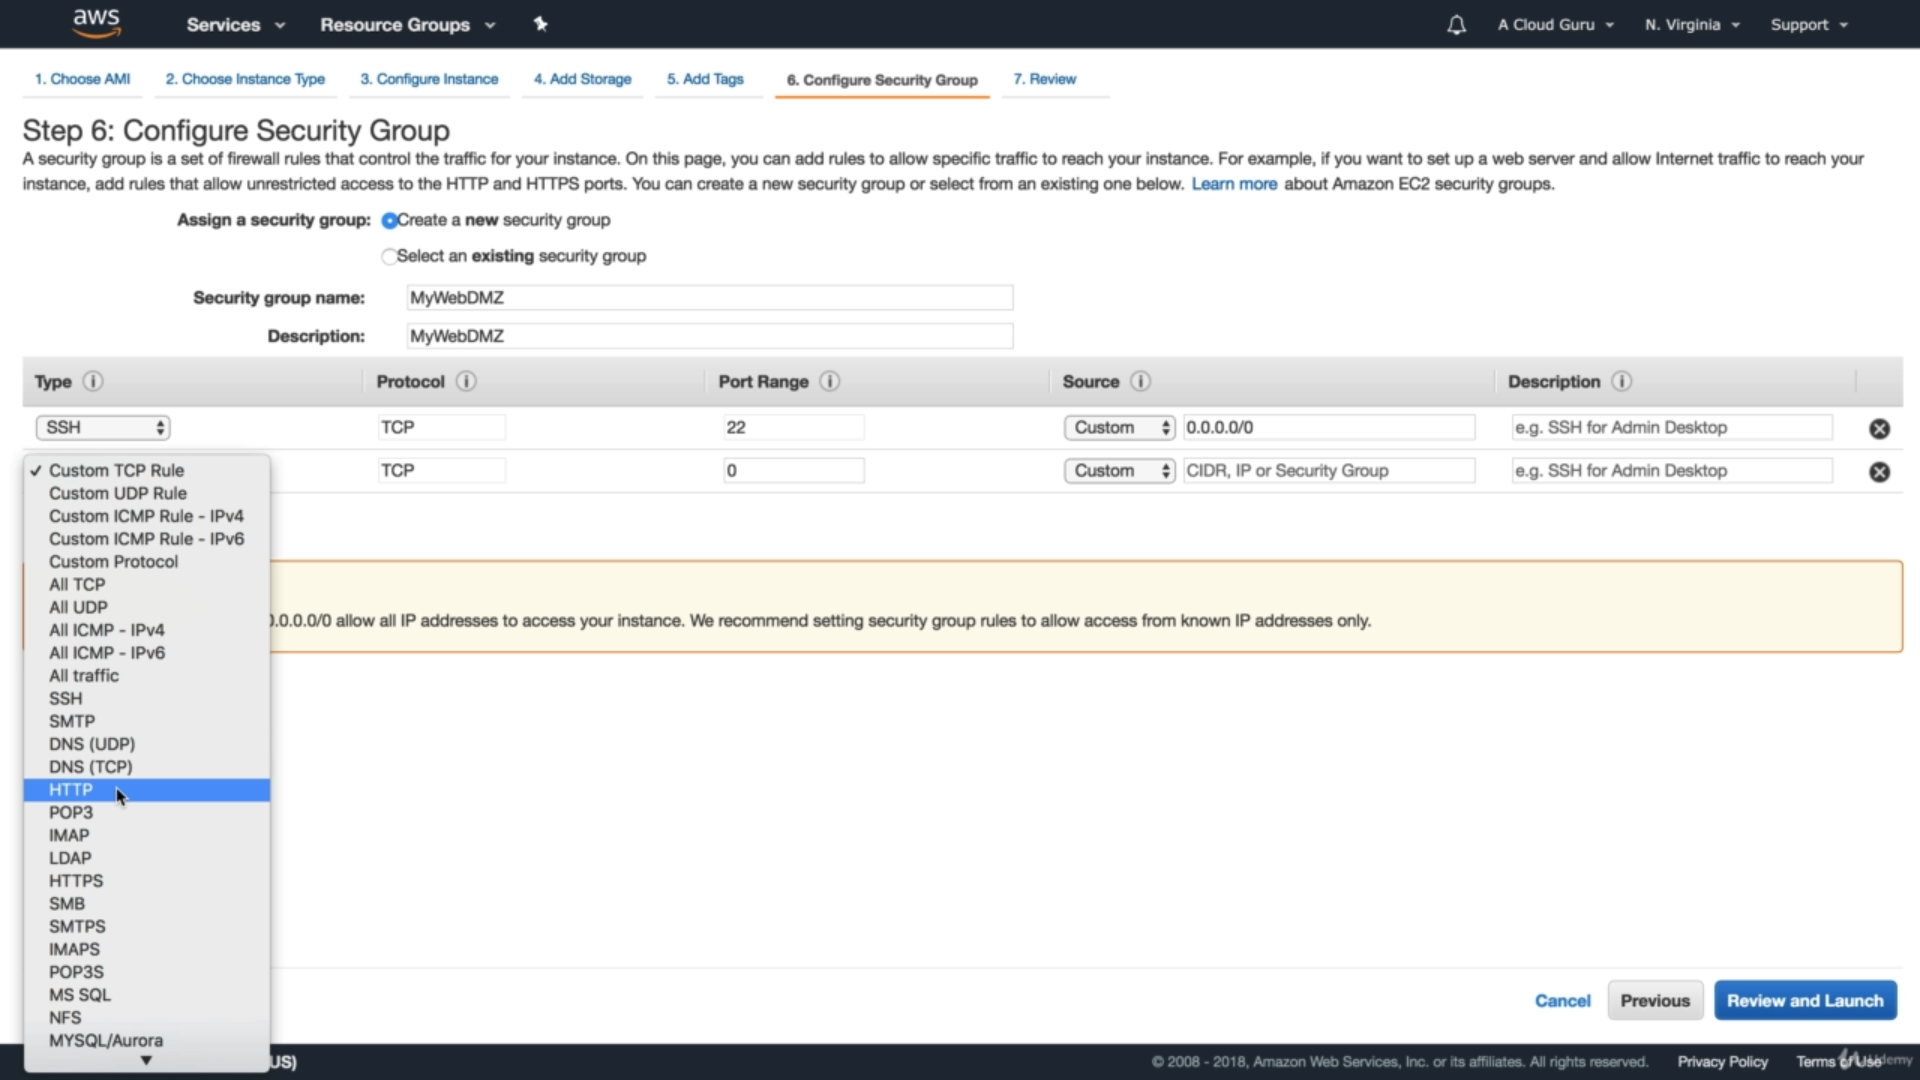 aws Services Resource Groups A Cloud Guru N. Virginia Support
1. Choose AMI 2. Choose Instance Type 3. Configure Instance 4. Add Storage 5. Add Tags 6. Configure Security Group 7. Review
Step 6: Configure Security Group
A security group is a set of firewall rules that control the traffic for your instance. On this page, you can add rules to allow specific traffic to reach your instance. For example, if you want to set up a web server and allow Internet traffic to reach your
instance, add rules that allow unrestricted access to the HTTP and HTTPS ports. You can create a new security group or select from an existing one below. Learn more about Amazon EC2 security groups.
Assign a security group: Create a new security group
Select an existing security group
Security group name: MyWebDMZ
Description: MyWebDMZ
Type i Protocol i Port Range i Source i Description i
SSH TCP 22 Custom 0.0.0.0/0 e.g. SSH for Admin Desktop
✓ Custom TCP Rule TCP 0 Custom CIDR, IP or Security Group e.g. SSH for Admin Desktop
Custom UDP Rule
Custom ICMP Rule - IPv4
Custom ICMP Rule - IPv6
Custom Protocol
All TCP
All UDP
.0.0.0/0 allow all IP addresses to access your instance. We recommend setting security group rules to allow access from known IP addresses only.
All ICMP - IPv4
All ICMP - IPv6
All traffic
SSH
SMTP
DNS (UDP)
DNS (TCP)
HTTP
POP3
IMAP
LDAP
HTTPS
SMB
SMTPS
IMAPS
POP3S
MS SQL
NFS
MYSQL/Aurora
Cancel Previous Review and Launch
US) © 2008 - 2018, Amazon Web Services, Inc. or its affiliates. All rights reserved. Privacy Policy Terms of Use
Udemy